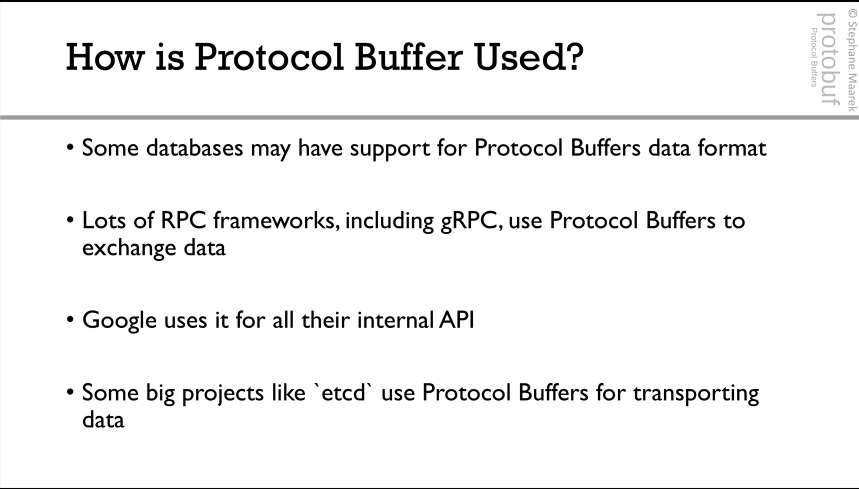 How is Protocol Buffer Used?
© Stephane Maarek
protobuf
Protocol Buffers
• Some databases may have support for Protocol Buffers data format
• Lots of RPC frameworks, including gRPC, use Protocol Buffers to
exchange data
• Google uses it for all their internal API
• Some big projects like `etcd` use Protocol Buffers for transporting
data